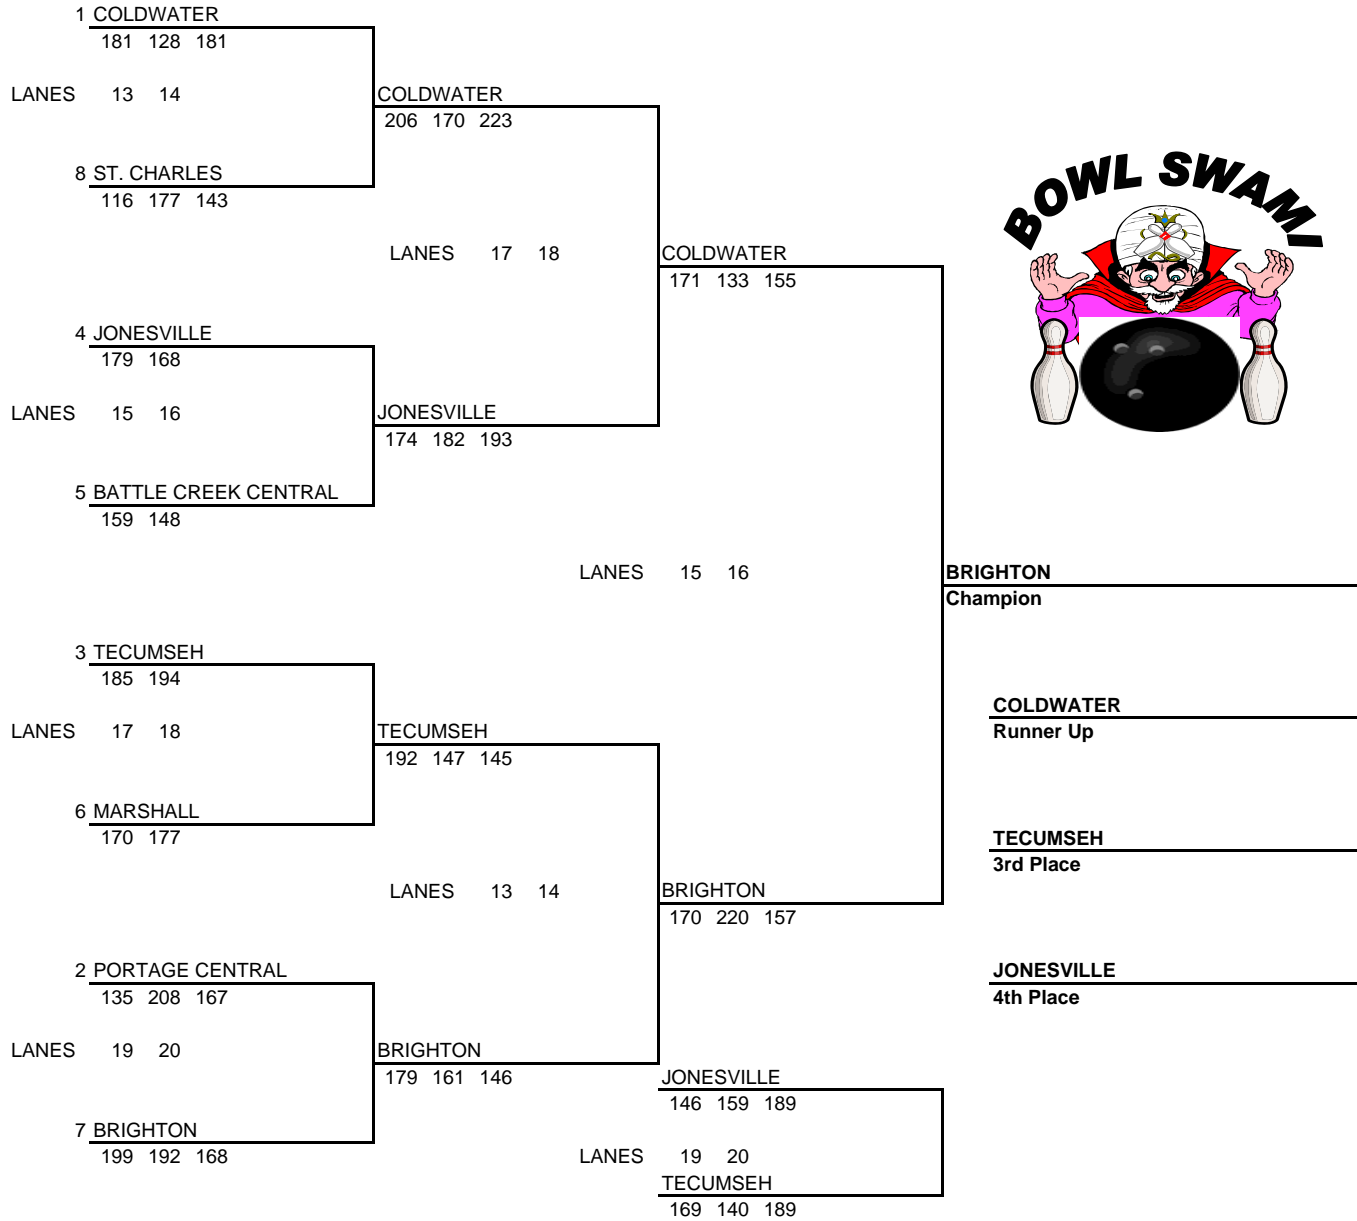 1 COLDWATER
181 128 181
LANES 13 14
COLDWATER
206 170 223
8 ST. CHARLES
116 177 143
BOWL SWAMI
LANES 17 18
COLDWATER
171 133 155
4 JONESVILLE
179 168
LANES 15 16
JONESVILLE
174 182 193
5 BATTLE CREEK CENTRAL
159 148
LANES 15 16
BRIGHTON
Champion
3 TECUMSEH
185 194
COLDWATER
Runner Up
LANES 17 18
TECUMSEH
192 147 145
6 MARSHALL
170 177
TECUMSEH
3rd Place
LANES 13 14
BRIGHTON
170 220 157
2 PORTAGE CENTRAL
135 208 167
JONESVILLE
4th Place
LANES 19 20
BRIGHTON
179 161 146
JONESVILLE
146 159 189
7 BRIGHTON
199 192 168
LANES 19 20
TECUMSEH
169 140 189